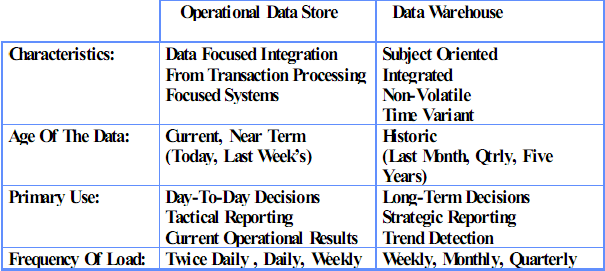 Operational Data Store Data Warehouse
Characteristics: Data Focused Integration Subject Oriented
From Transaction Processing Integrated
Focused Systems Non-Volatile
Time Variant
Age Of The Data: Current, Near Term Historic
(Today, Last Week's) (Last Month, Qtrly, Five
Years)
Primary Use: Day-To-Day Decisions Long-Term Decisions
Tactical Reporting Strategic Reporting
Current Operational Results Trend Detection
Frequency Of Load: Twice Daily , Daily, Weekly Weekly, Monthly, Quarterly